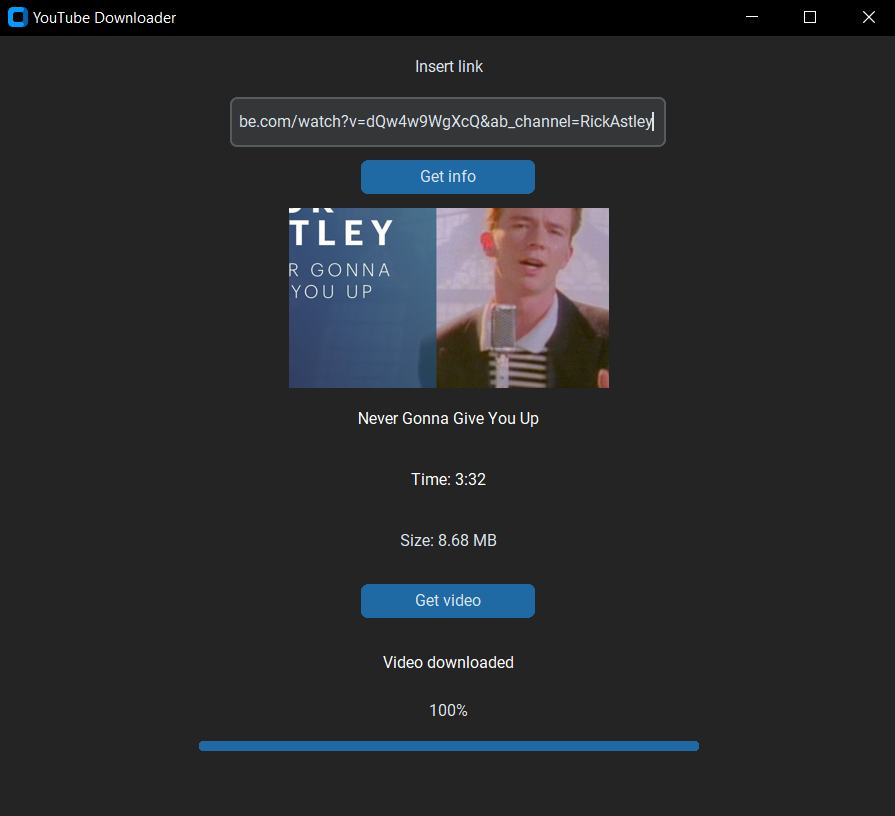 YouTube Downloader
Insert link
be.com/watch?v=dQw4w9WgXcQ&ab_channel=RickAstley
Get info
TLEY
R GONNA
YOU UP
Never Gonna Give You Up
Time: 3:32
Size: 8.68 MB
Get video
Video downloaded
100%